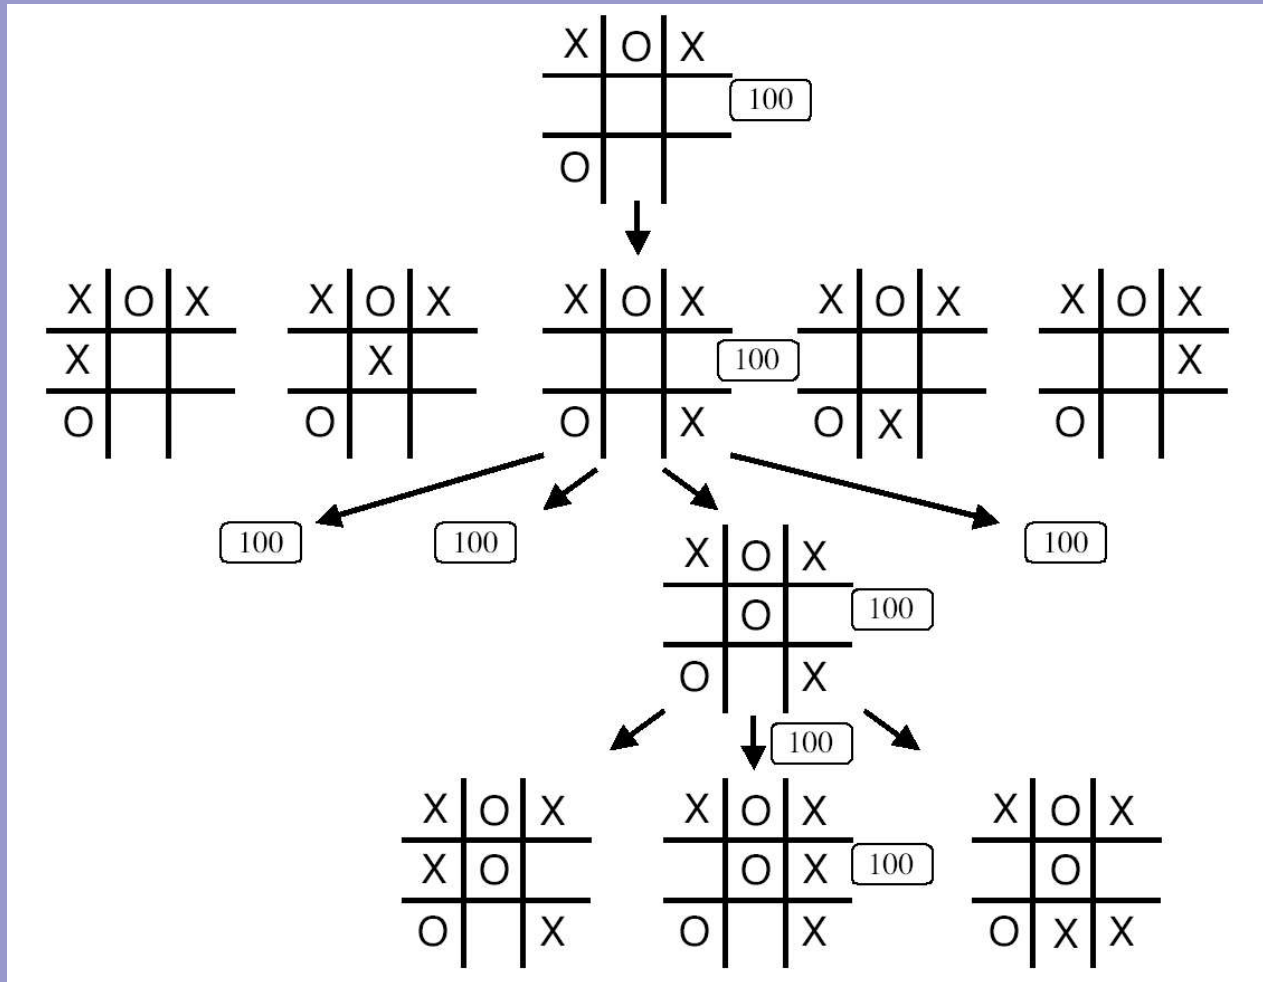 X O X
100
O
X O X X O X X O X X O X X O X
X X 100 X
O O O X O X O
100 100 100
X O X
O 100
O X
100
X O X X O X X O X
X O O X 100 O
O X O X O X X